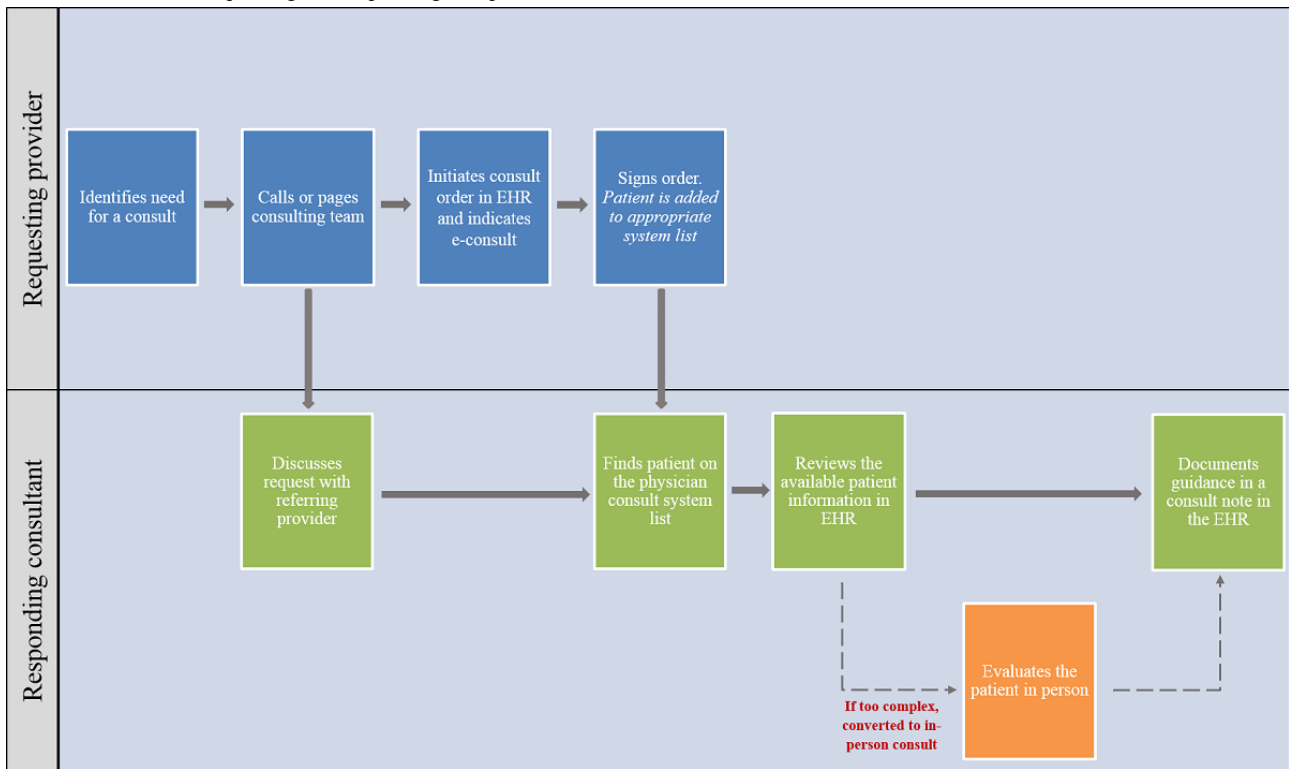 Requesting provider
Identifies need
for a consult
Calls or pages
consulting team
Initiates consult
order in EHR
and indicates
e-consult
Signs order.
Patient is added
to appropriate
system list
Responding consultant
Discusses
request with
referring
provider
Finds patient on
the physician
consult system
list
Reviews the
available patient
information in
EHR
Documents
guidance in a
consult note in
the EHR
If too complex,
converted to in-
person consult
Evaluates the
patient in person